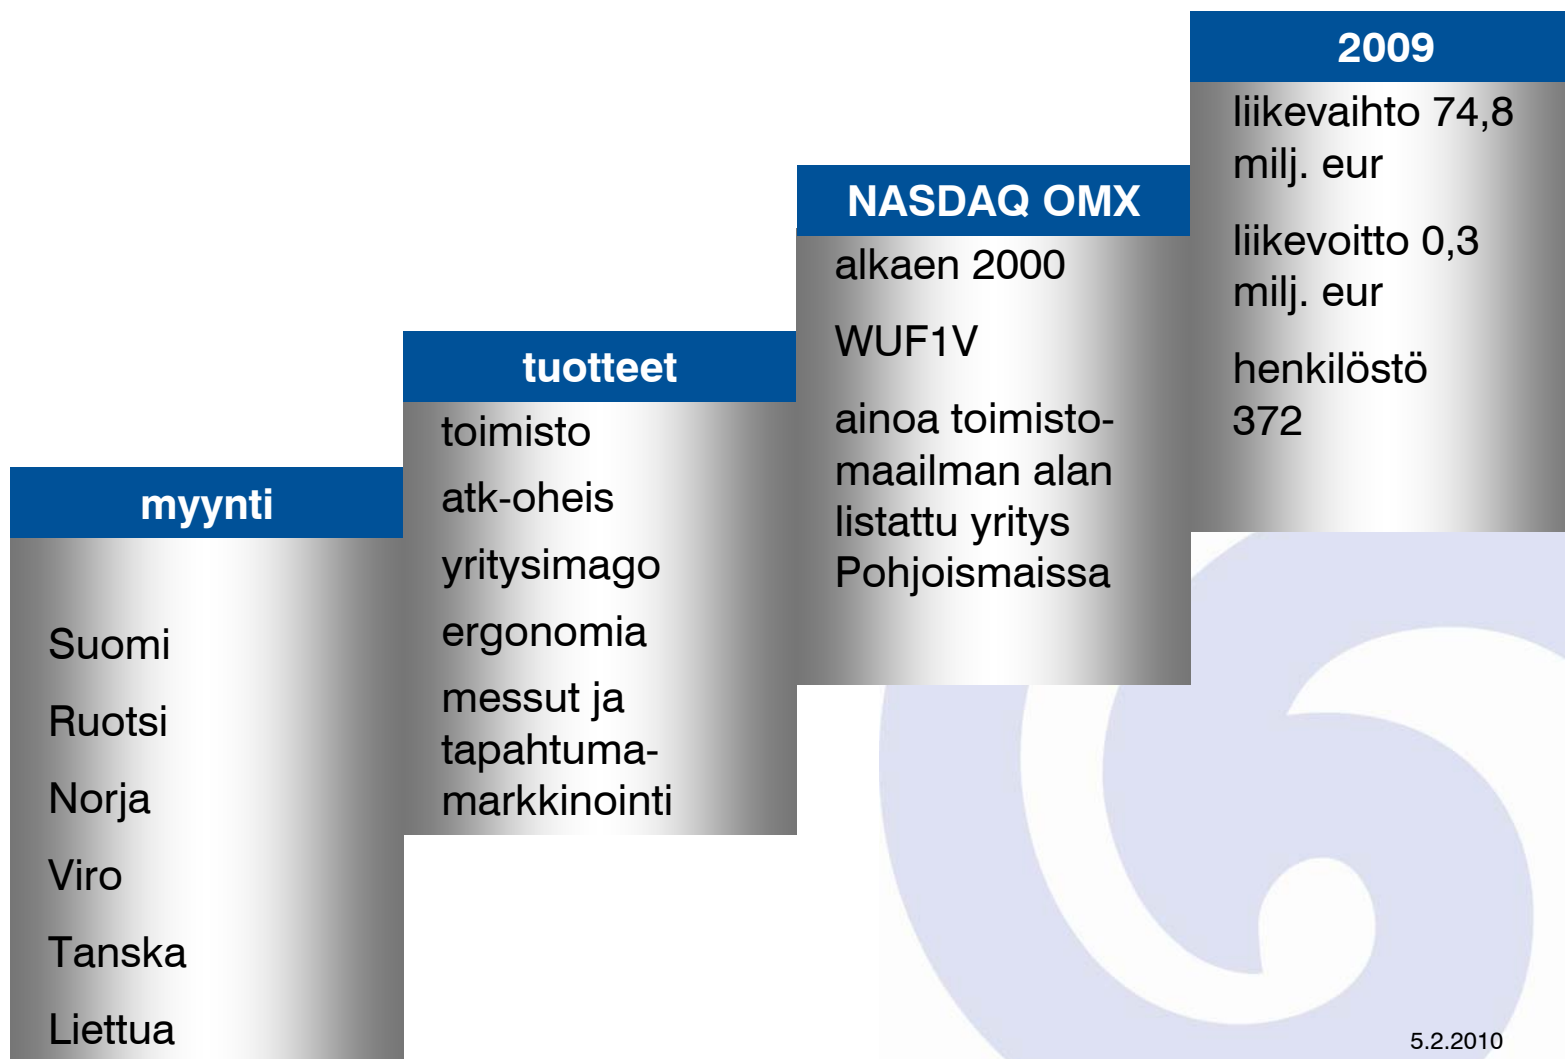 myynti
Suomi
Ruotsi
Norja
Viro
Tanska
Liettua
tuotteet
toimisto
atk-oheis
yritysimago
ergonomia
messut ja
tapahtuma-
markkinointi
NASDAQ OMX
alkaen 2000
WUF1V
ainoa toimisto-
maailman alan
listattu yritys
Pohjoismaissa
2009
liikevaihto 74,8
milj. eur
liikevoitto 0,3
milj. eur
henkilöstö
372
5.2.2010